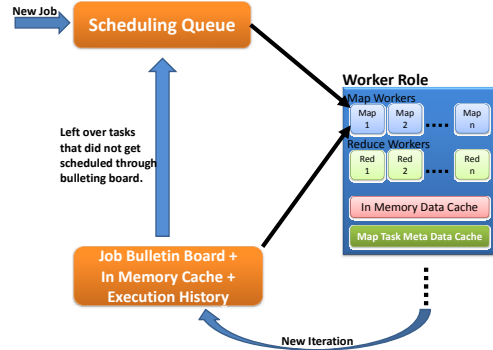 New Job
Scheduling Queue
Worker Role
Map Workers
Map Map Map
1 2 .... n
Reduce Workers
Red Red Red
1 2 .... n
In Memory Data Cache
Map Task Meta Data Cache
Left over tasks
that did not get
scheduled through
bulleting board.
Job Bulletin Board +
In Memory Cache +
Execution History
New Iteration